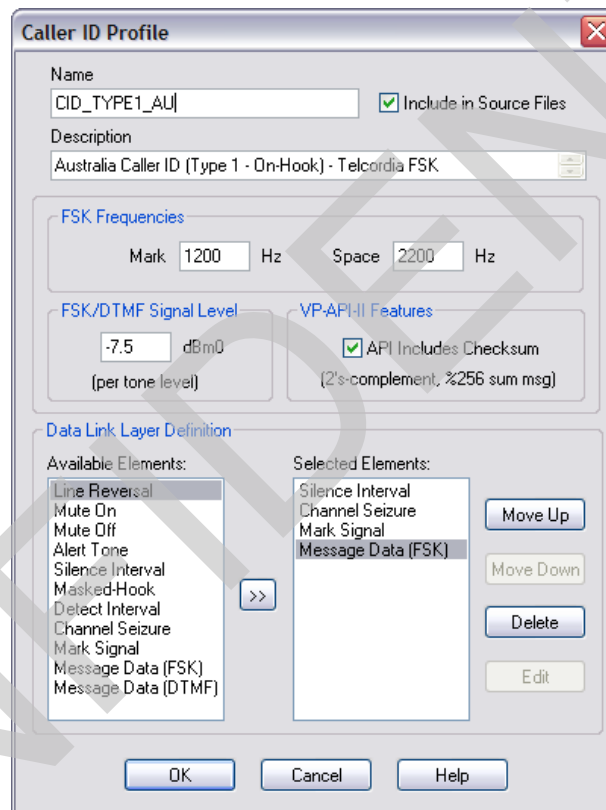 Caller ID Profile
Name
CID_TYPE1_AU
Include in Source Files
Description
Australia Caller ID (Type 1 - On-Hook) - Telcordia FSK
FSK Frequencies
Mark 1200 Hz Space 2200 Hz
FSK/DTMF Signal Level
-7.5 dBm0
(per tone level)
VP-API-II Features
API Includes Checksum
(2's-complement, %256 sum msg)
Data Link Layer Definition
Available Elements:
Line Reversal
Mute On
Mute Off
Alert Tone
Silence Interval
Masked-Hook
Detect Interval
Channel Seizure
Mark Signal
Message Data (FSK)
Message Data (DTMF)
>>
Selected Elements:
Silence Interval
Channel Seizure
Mark Signal
Message Data (FSK)
Move Up
Move Down
Delete
Edit
OK Cancel Help
NFIDEN